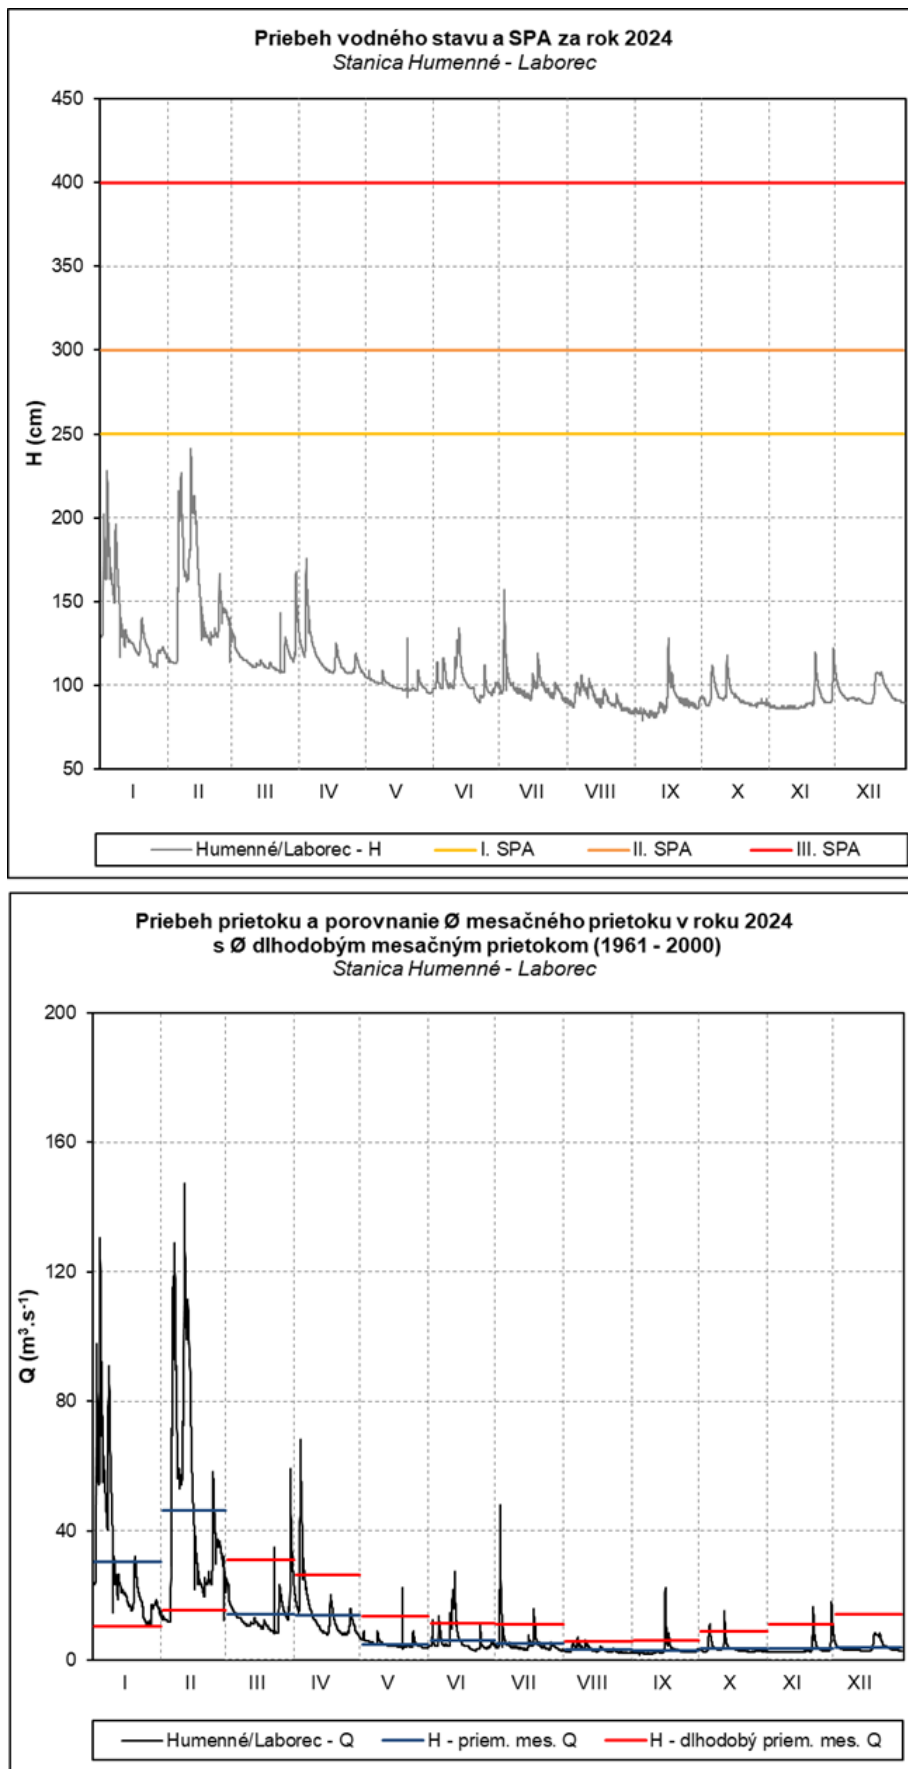 Priebeh vodného stavu a SPA za rok 2024
Stanica Humenné - Laborec
450
400
350
300
250
200
150
100
50
H (cm)
I II III IV V VI VII VIII IX X XI XII
Humenné/Laborec - H I. SPA II. SPA III. SPA
Priebeh prietoku a porovnanie Ø mesačného prietoku v roku 2024
s Ø dlhodobým mesačným prietokom (1961 - 2000)
Stanica Humenné - Laborec
200
160
120
80
40
0
Q (m³.s⁻¹)
I II III IV V VI VII VIII IX X XI XII
Humenné/Laborec - Q H - priem. mes. Q H - dlhodobý priem. mes. Q